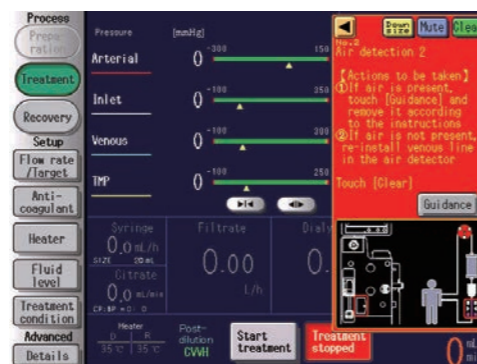 Process
Prepa
ration
Treatment
Recovery
Setup
Flow rate
/Target
Anti-
coagulant
Heater
Fluid
level
Treatment
condition
Advanced
Details
Pressure [mmHg]
Arterial 0 -300 150
Inlet 0 -100 350
Venous 0 -100 300
TMP 0 -100 250
Syringe
0.0 mL/h
SIZE 20 mL
Citrate
0.0 mL/min
Filtrate
0.00
L/h
Dialy
0.
Heater
D R
35 ℃ 35 ℃
Post-
dilution
CVVH
Start
treatment
Treatment
stopped
0 mL
min
Down
size
Mute
Clea
No.2
Air detection 2
【Actions to be taken】
①If air is present,
touch [Guidance] and
remove it according
to the instructions
②If air is not present,
re-install venous line
in the air detector
Touch [Clear]
Guidance